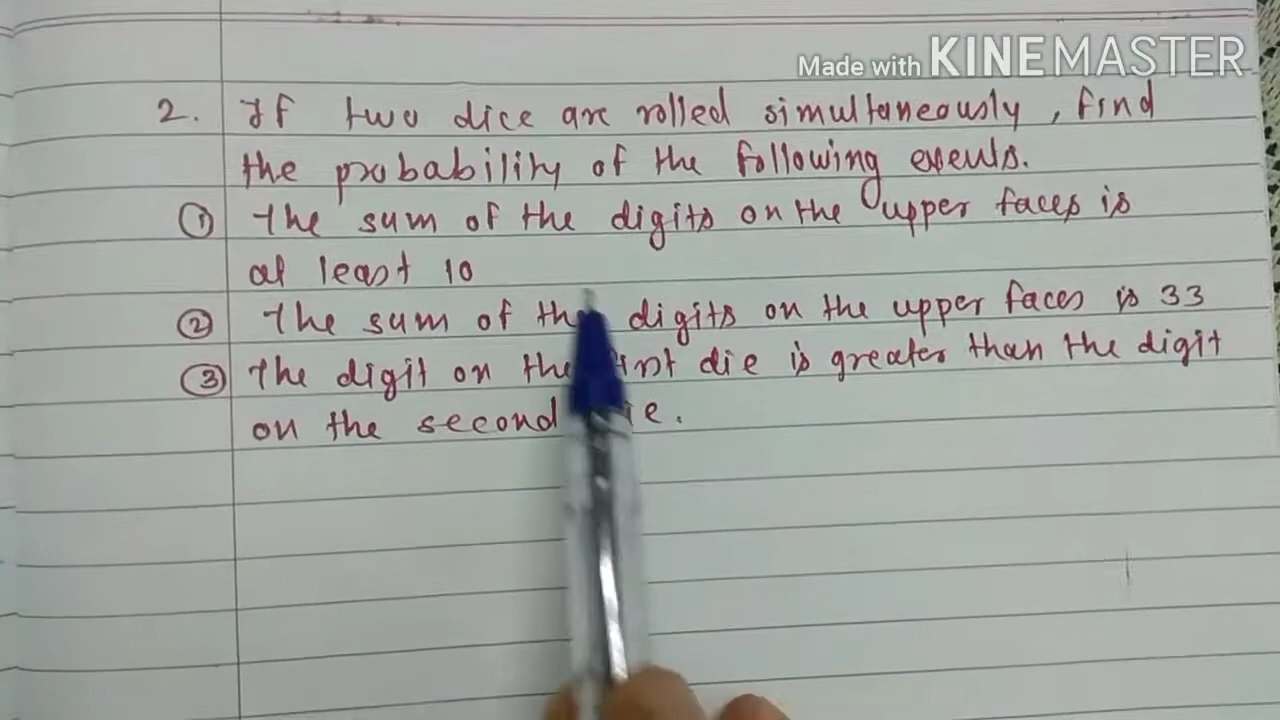 Made with KINEMASTER
2. If two dice are rolled simultaneously, find
the probability of the following events.
① The sum of the digits on the upper faces is
at least 10
② The sum of the digits on the upper faces is 33
③ The digit on the first die is greater than the digit
on the second die.